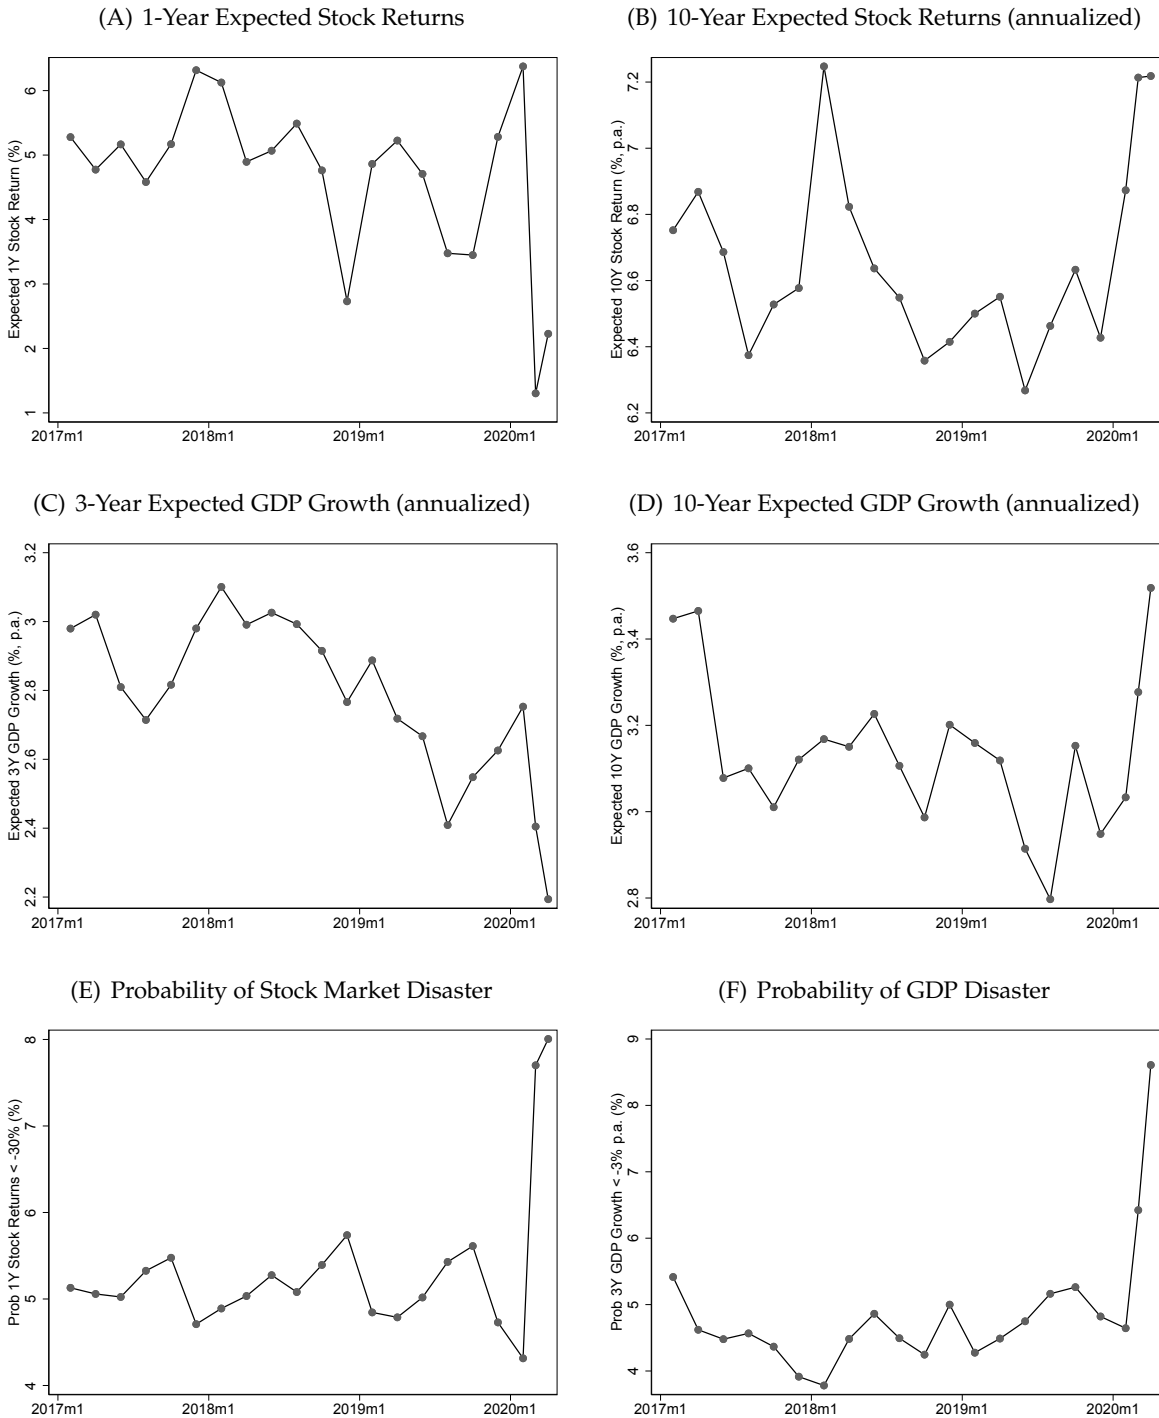 (A) 1-Year Expected Stock Returns
Expected 1Y Stock Return (%)
6
5
4
3
2
1
2017m1 2018m1 2019m1 2020m1
(B) 10-Year Expected Stock Returns (annualized)
Expected 10Y Stock Return (%, p.a.)
7.2
7
6.8
6.6
6.4
6.2
2017m1 2018m1 2019m1 2020m1
(C) 3-Year Expected GDP Growth (annualized)
Expected 3Y GDP Growth (%, p.a.)
3.2
3
2.8
2.6
2.4
2.2
2017m1 2018m1 2019m1 2020m1
(D) 10-Year Expected GDP Growth (annualized)
Expected 10Y GDP Growth (%, p.a.)
3.6
3.4
3.2
3
2.8
2017m1 2018m1 2019m1 2020m1
(E) Probability of Stock Market Disaster
Prob 1Y Stock Returns < -30% (%)
8
7
6
5
4
2017m1 2018m1 2019m1 2020m1
(F) Probability of GDP Disaster
Prob 3Y GDP Growth < -3% p.a. (%)
9
8
7
6
5
4
2017m1 2018m1 2019m1 2020m1